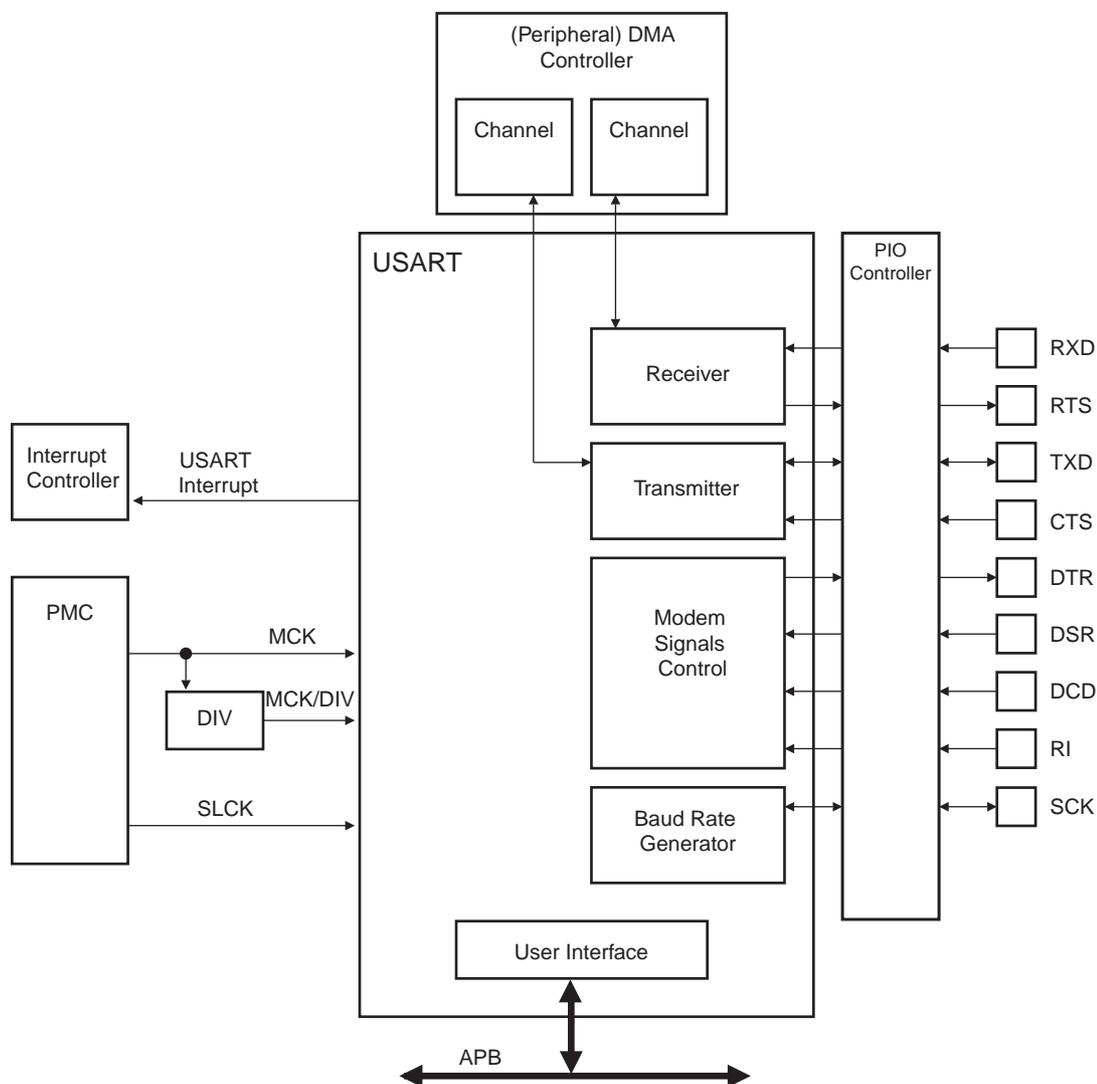 (Peripheral) DMA
Controller
Channel
Channel
USART
PIO
Controller
Receiver
RXD
RTS
Interrupt
Controller
USART
Interrupt
Transmitter
TXD
CTS
PMC
MCK
DIV
MCK/DIV
SLCK
Modem
Signals
Control
DTR
DSR
DCD
RI
Baud Rate
Generator
SCK
User Interface
APB